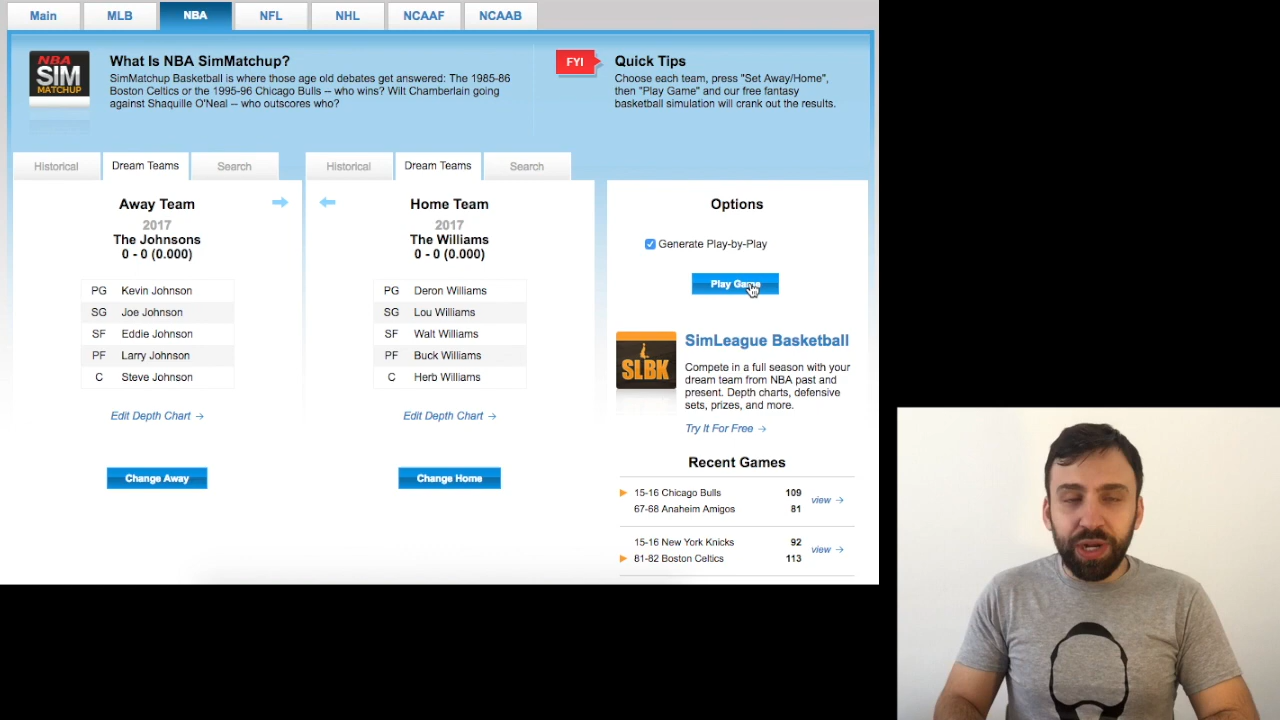 Main
MLB
NBA
NFL
NHL
NCAAF
NCAAB
NBA
SIM
MATCHUP
What Is NBA SimMatchup?
SimMatchup Basketball is where those age old debates get answered: The 1985-86
Boston Celtics or the 1995-96 Chicago Bulls -- who wins? Wilt Chamberlain going
against Shaquille O'Neal -- who outscores who?
FYI
Quick Tips
Choose each team, press "Set Away/Home",
then "Play Game" and our free fantasy
basketball simulation will crank out the results.
Historical
Dream Teams
Search
Historical
Dream Teams
Search
Away Team
2017
The Johnsons
0 - 0 (0.000)
PG Kevin Johnson
SG Joe Johnson
SF Eddie Johnson
PF Larry Johnson
C Steve Johnson
Edit Depth Chart →
Change Away
Home Team
2017
The Williams
0 - 0 (0.000)
PG Deron Williams
SG Lou Williams
SF Walt Williams
PF Buck Williams
C Herb Williams
Edit Depth Chart →
Change Home
Options
Generate Play-by-Play
Play Game
SLBK
SimLeague Basketball
Compete in a full season with your
dream team from NBA past and
present. Depth charts, defensive
sets, prizes, and more.
Try It For Free →
Recent Games
15-16 Chicago Bulls 109
67-68 Anaheim Amigos 81
view →
15-16 New York Knicks 92
81-82 Boston Celtics 113
view →